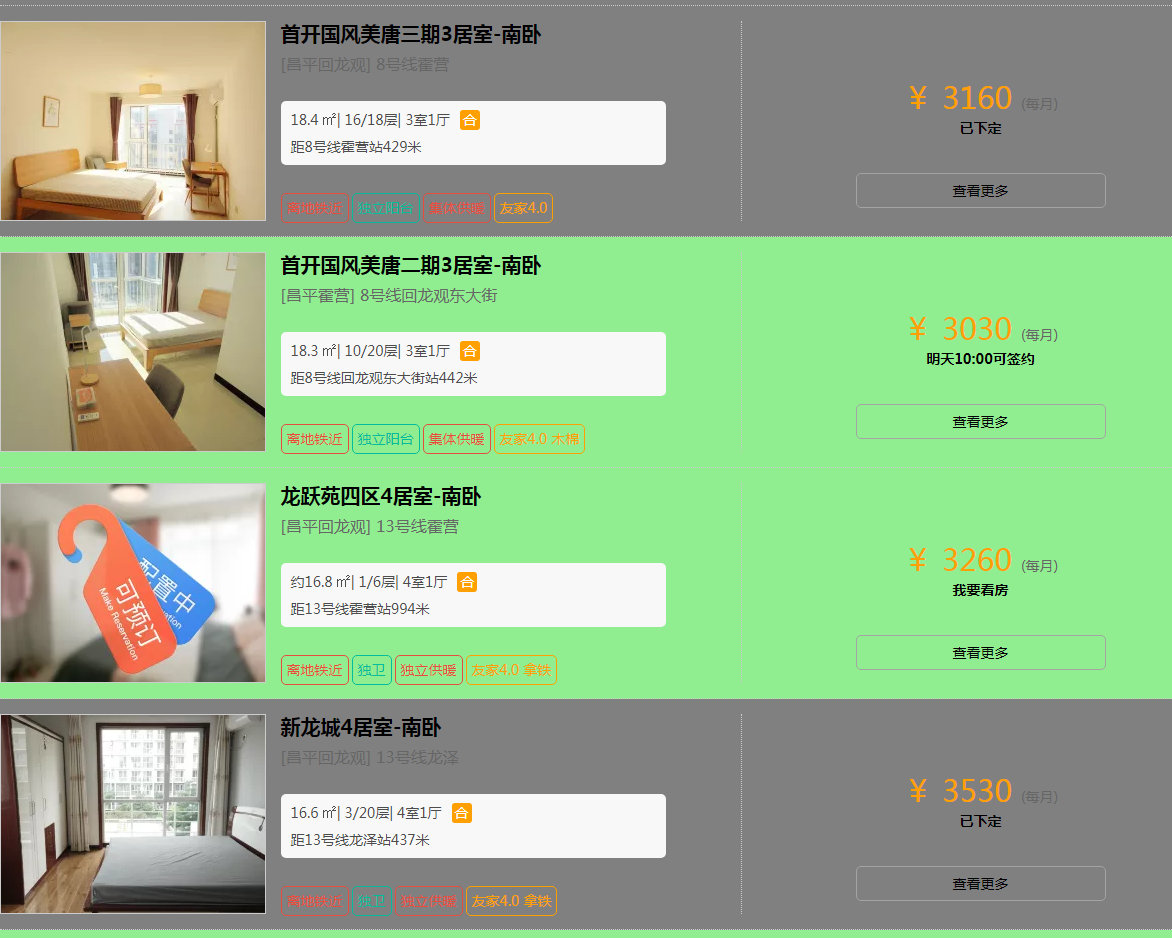 首开国风美唐三期3居室-南卧
[昌平回龙观] 8号线霍营
18.4 ㎡| 16/18层| 3室1厅 合
距8号线霍营站429米
离地铁近 独立阳台 集体供暖 友家4.0
¥ 3160 (每月)
已下定
查看更多
首开国风美唐二期3居室-南卧
[昌平霍营] 8号线回龙观东大街
18.3 ㎡| 10/20层| 3室1厅 合
距8号线回龙观东大街站442米
离地铁近 独立阳台 集体供暖 友家4.0 木棉
¥ 3030 (每月)
明天10:00可签约
查看更多
配置中
可预订
Make Reservation
龙跃苑四区4居室-南卧
[昌平回龙观] 13号线霍营
约16.8 ㎡| 1/6层| 4室1厅 合
距13号线霍营站994米
离地铁近 独卫 独立供暖 友家4.0 拿铁
¥ 3260 (每月)
我要看房
查看更多
新龙城4居室-南卧
[昌平回龙观] 13号线龙泽
16.6 ㎡| 3/20层| 4室1厅 合
距13号线龙泽站437米
离地铁近 独卫 独立供暖 友家4.0 拿铁
¥ 3530 (每月)
已下定
查看更多